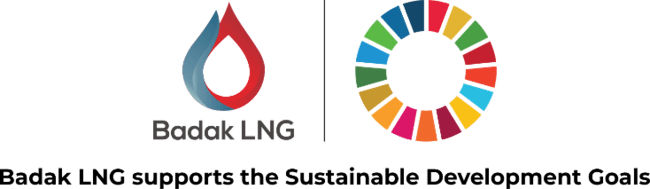 Badak LNG
Badak LNG supports the Sustainable Development Goals